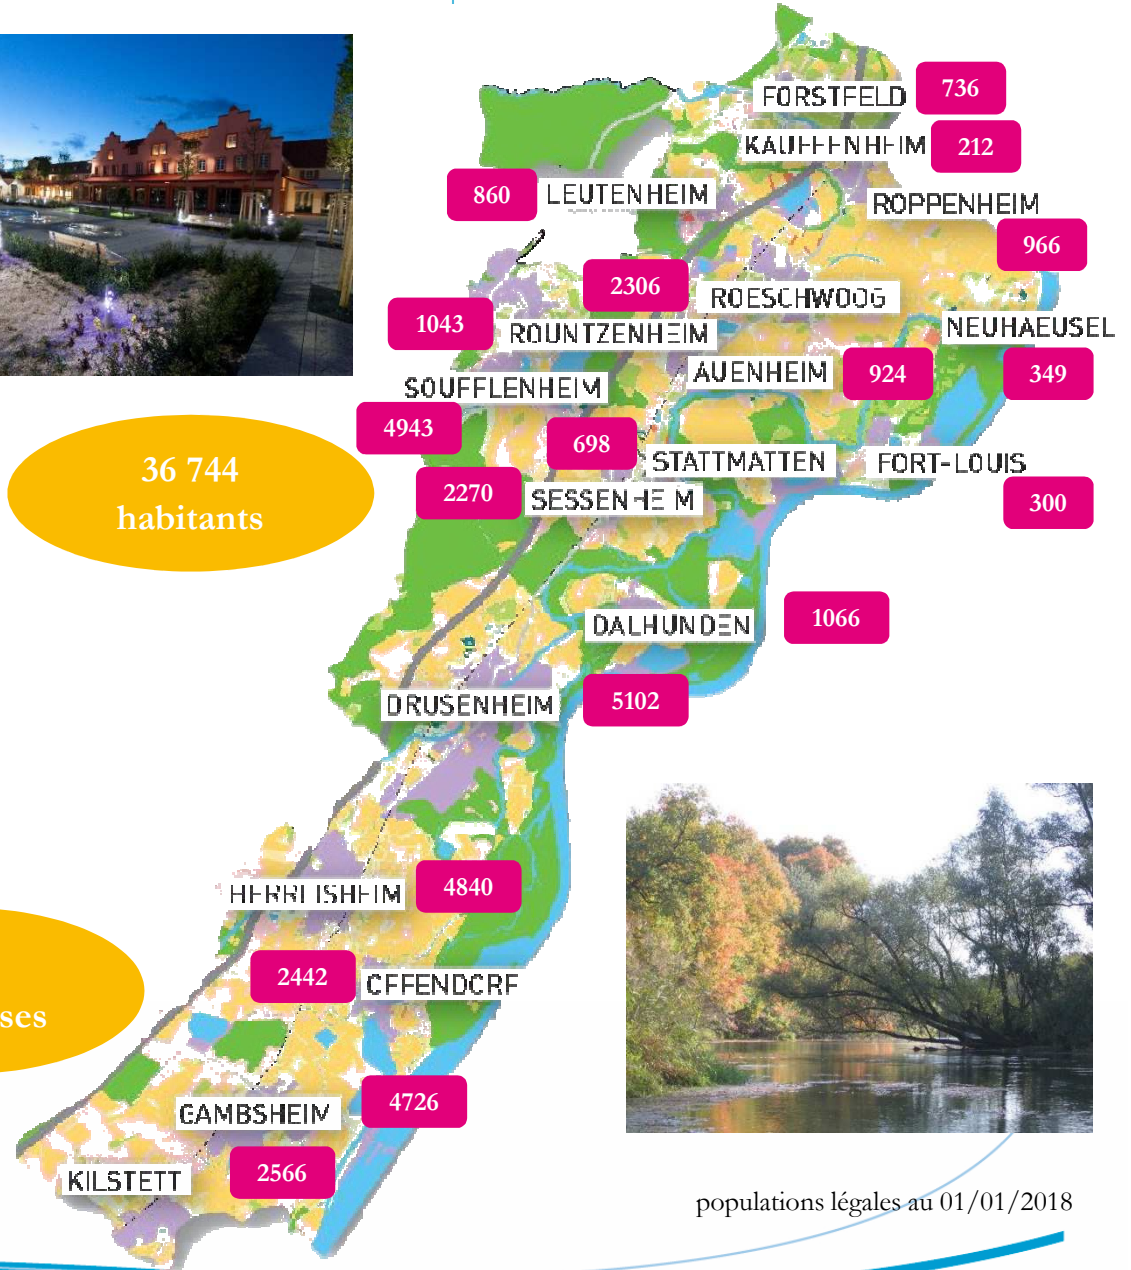 FORSTFELD
736
KAUFFENHEIM
212
860
LEUTENHEIM
ROPPENHEIM
966
2306
ROESCHWOOG
1043
ROUNTZENHEIM
NEUHAEUSEL
349
AUENHEIM
924
SOUFFLENHEIM
4943
698
STATTMATTEN
FORT-LOUIS
300
2270
SESSENHEIM
36 744
habitants
DALHUNDEN
1066
DRUSENHEIM
5102
HERRLISHEIM
4840
2442
OFFENDORF
ses
GAMBSHEIM
4726
KILSTETT
2566
populations légales au 01/01/2018